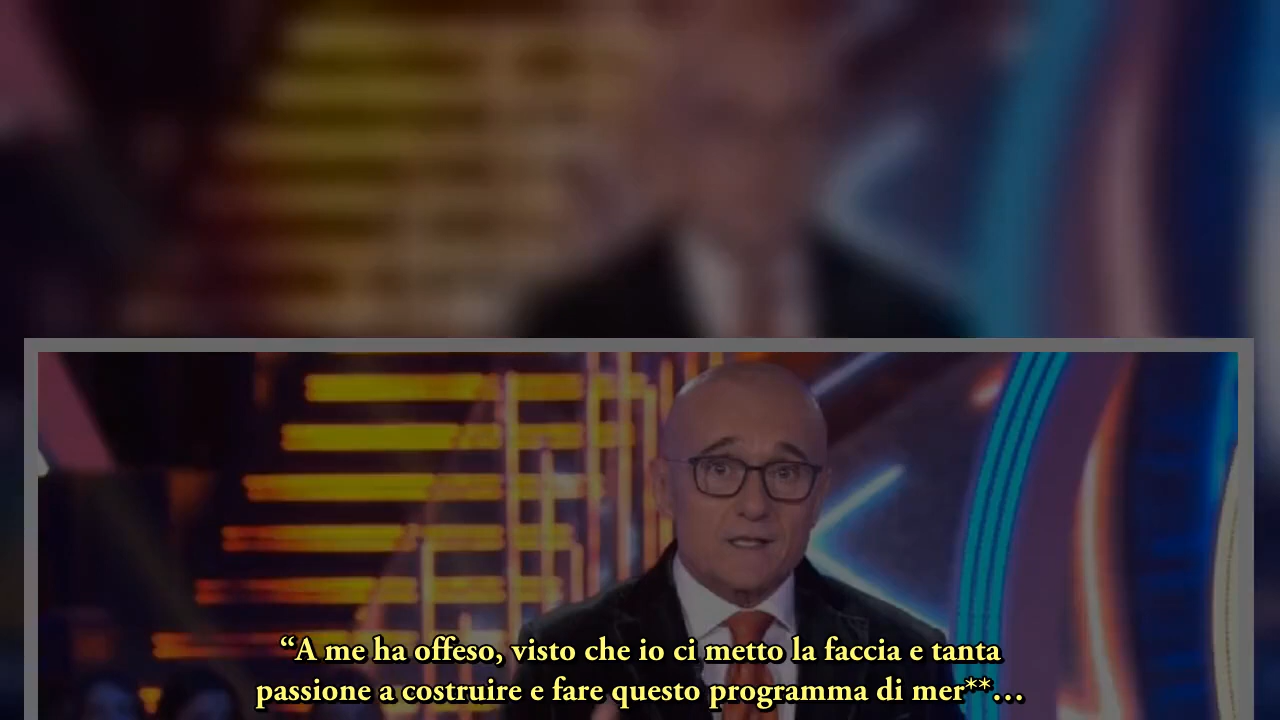 “A me ha offeso, visto che io ci metto la faccia e tanta
passione a costruire e fare questo programma di mer**…